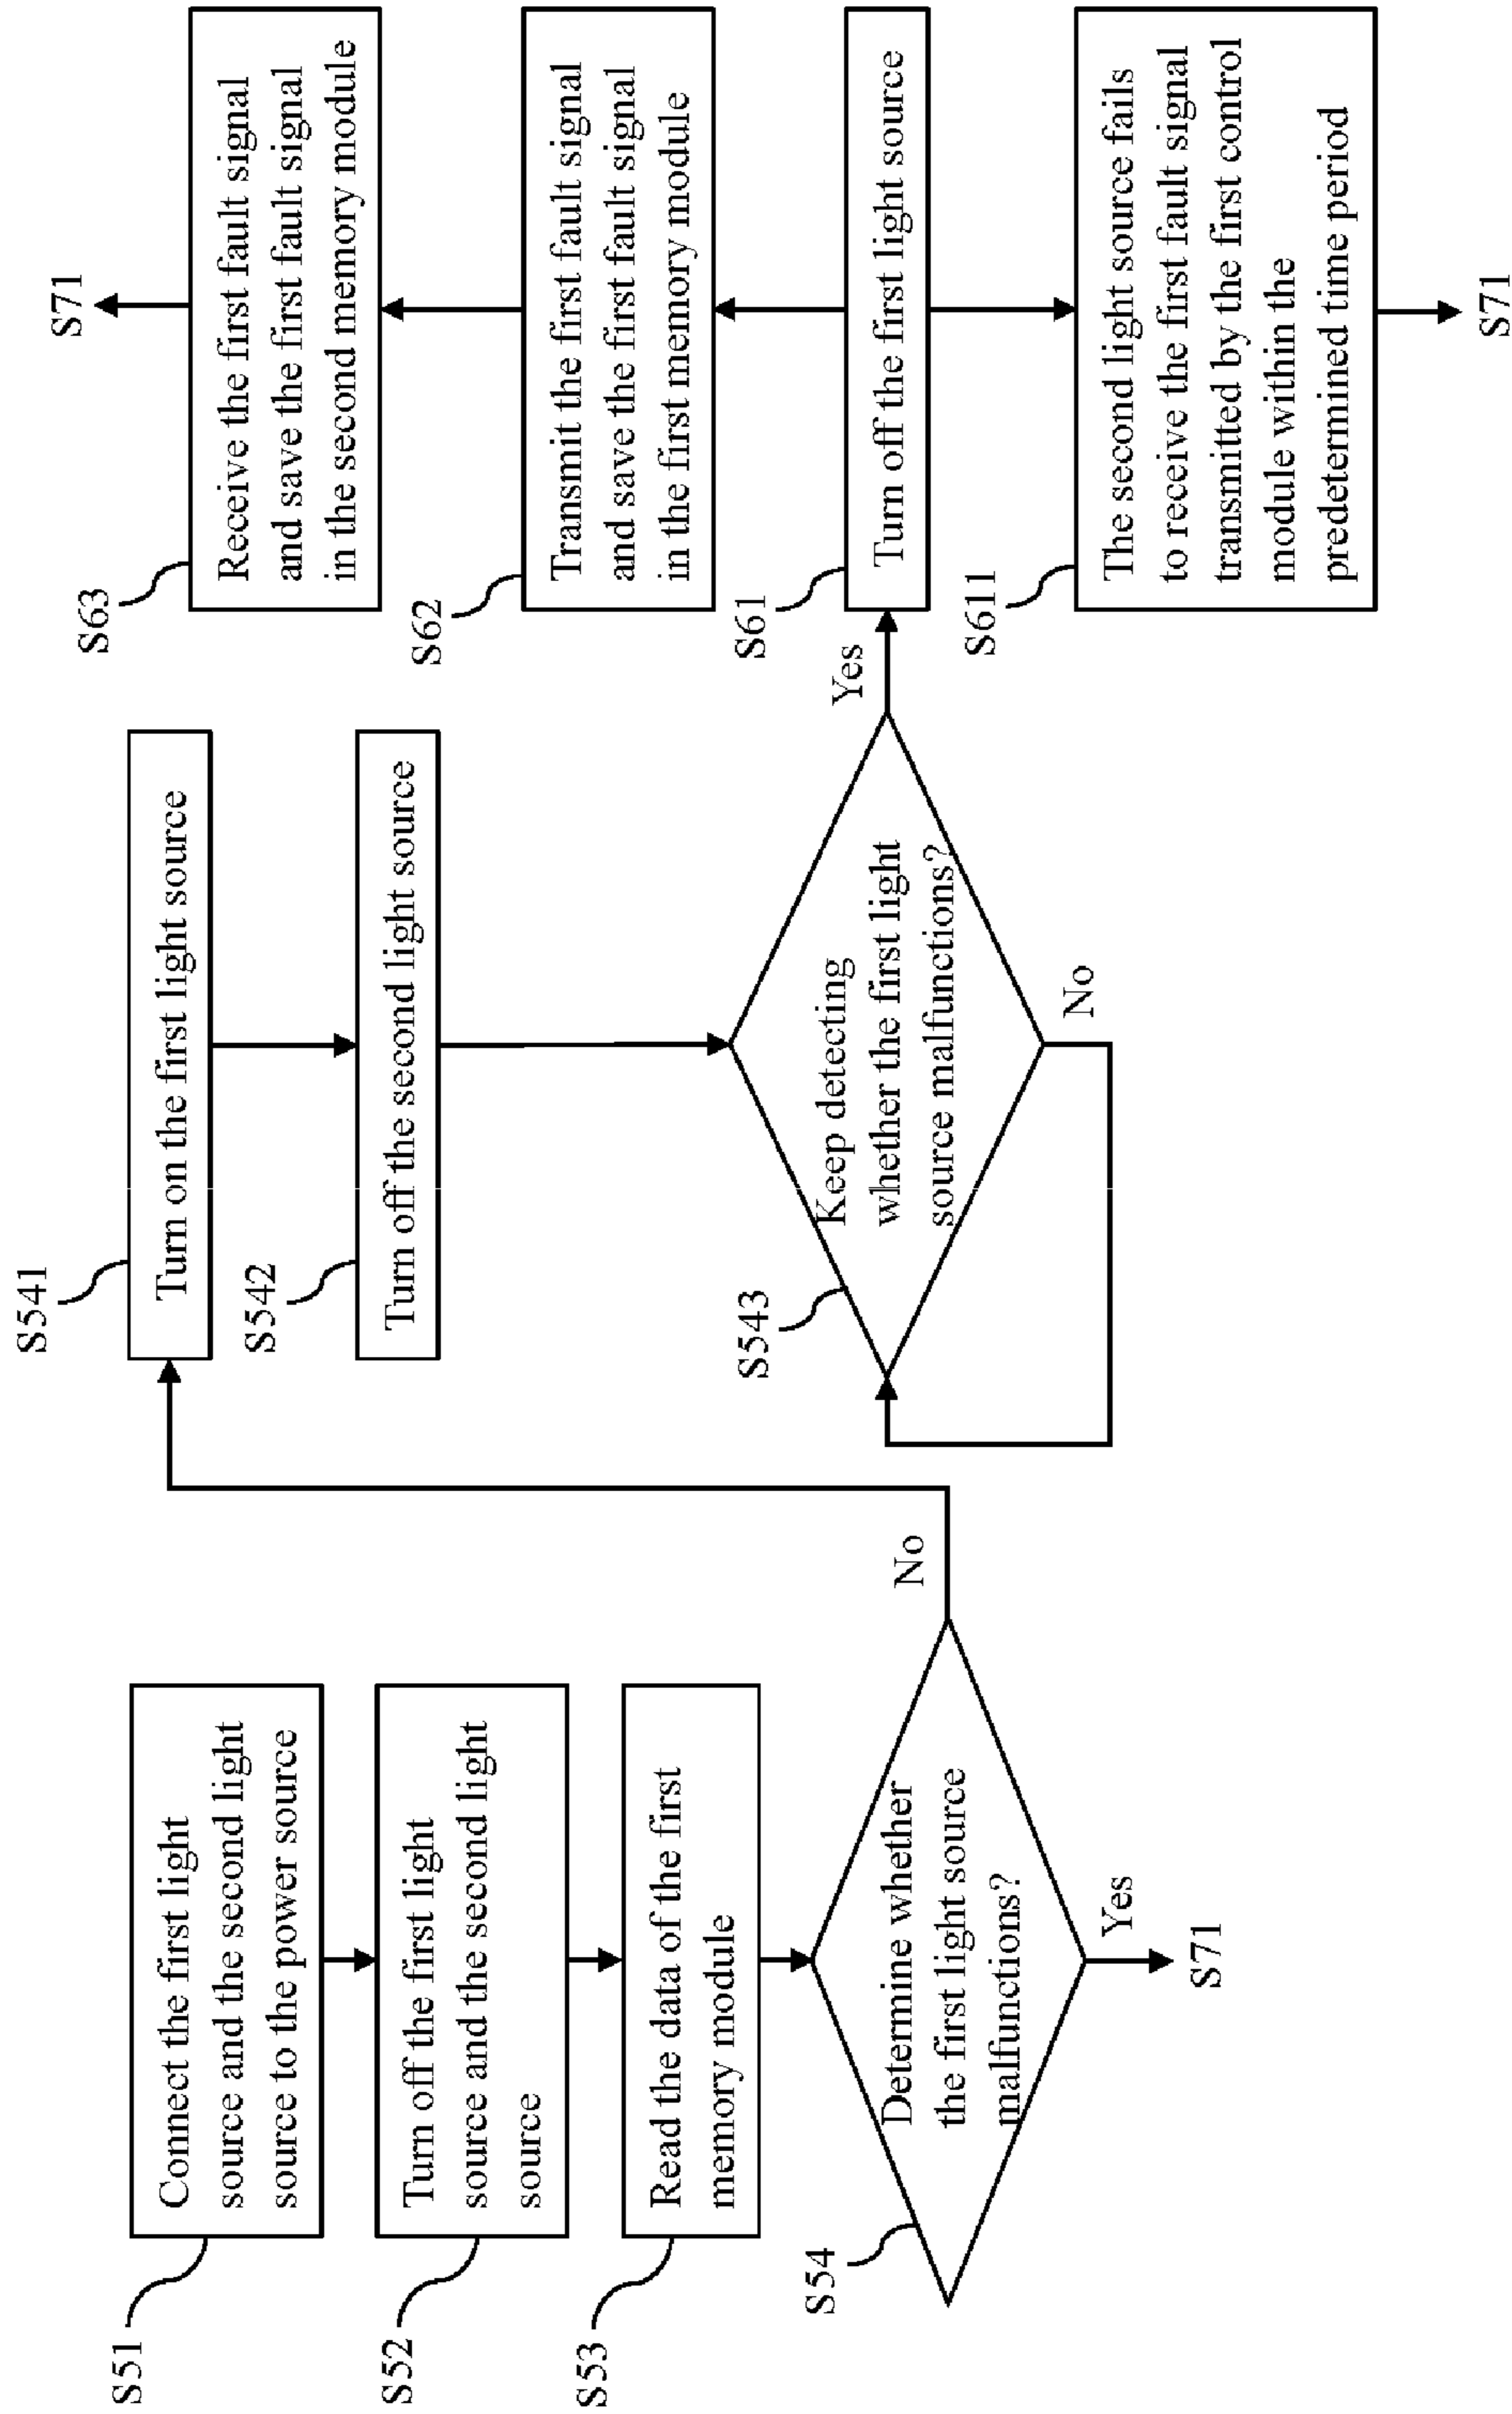 S51
Connect the first light
source and the second light
source to the power source
S52
Turn off the first light
source and the second light
source
S53
Read the data of the first
memory module
S54
Determine whether
the first light source
malfunctions?
No
Yes
S71
S541
Turn on the first light source
S542
Turn off the second light source
S543
Keep detecting
whether the first light
source malfunctions?
Yes
No
S71
S63
Receive the first fault signal
and save the first fault signal
in the second memory module
S62
Transmit the first fault signal
and save the first fault signal
in the first memory module
S61
Turn off the first light source
S611
The second light source fails
to receive the first fault signal
transmitted by the first control
module within the
predetermined time period
S71